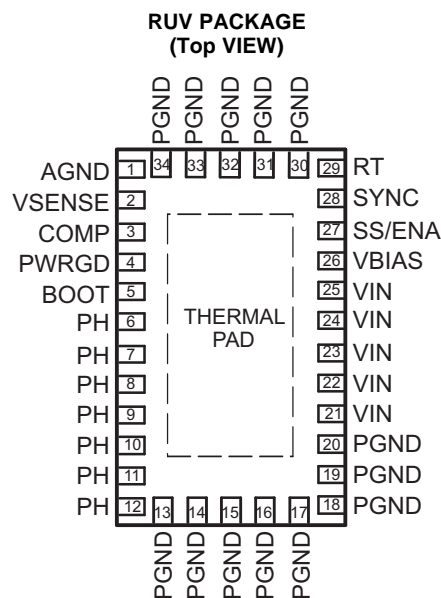 RUV PACKAGE
(Top VIEW)
PGND PGND PGND PGND PGND
34 33 32 31 30
AGND 1 29 RT
VSENSE 2 28 SYNC
COMP 3 27 SS/ENA
PWRGD 4 26 VBIAS
BOOT 5 25 VIN
PH 6 24 VIN
THERMAL
PAD
PH 7 23 VIN
PH 8 22 VIN
PH 9 21 VIN
PH 10 20 PGND
PH 11 19 PGND
PH 12 18 PGND
13 14 15 16 17
PGND PGND PGND PGND PGND